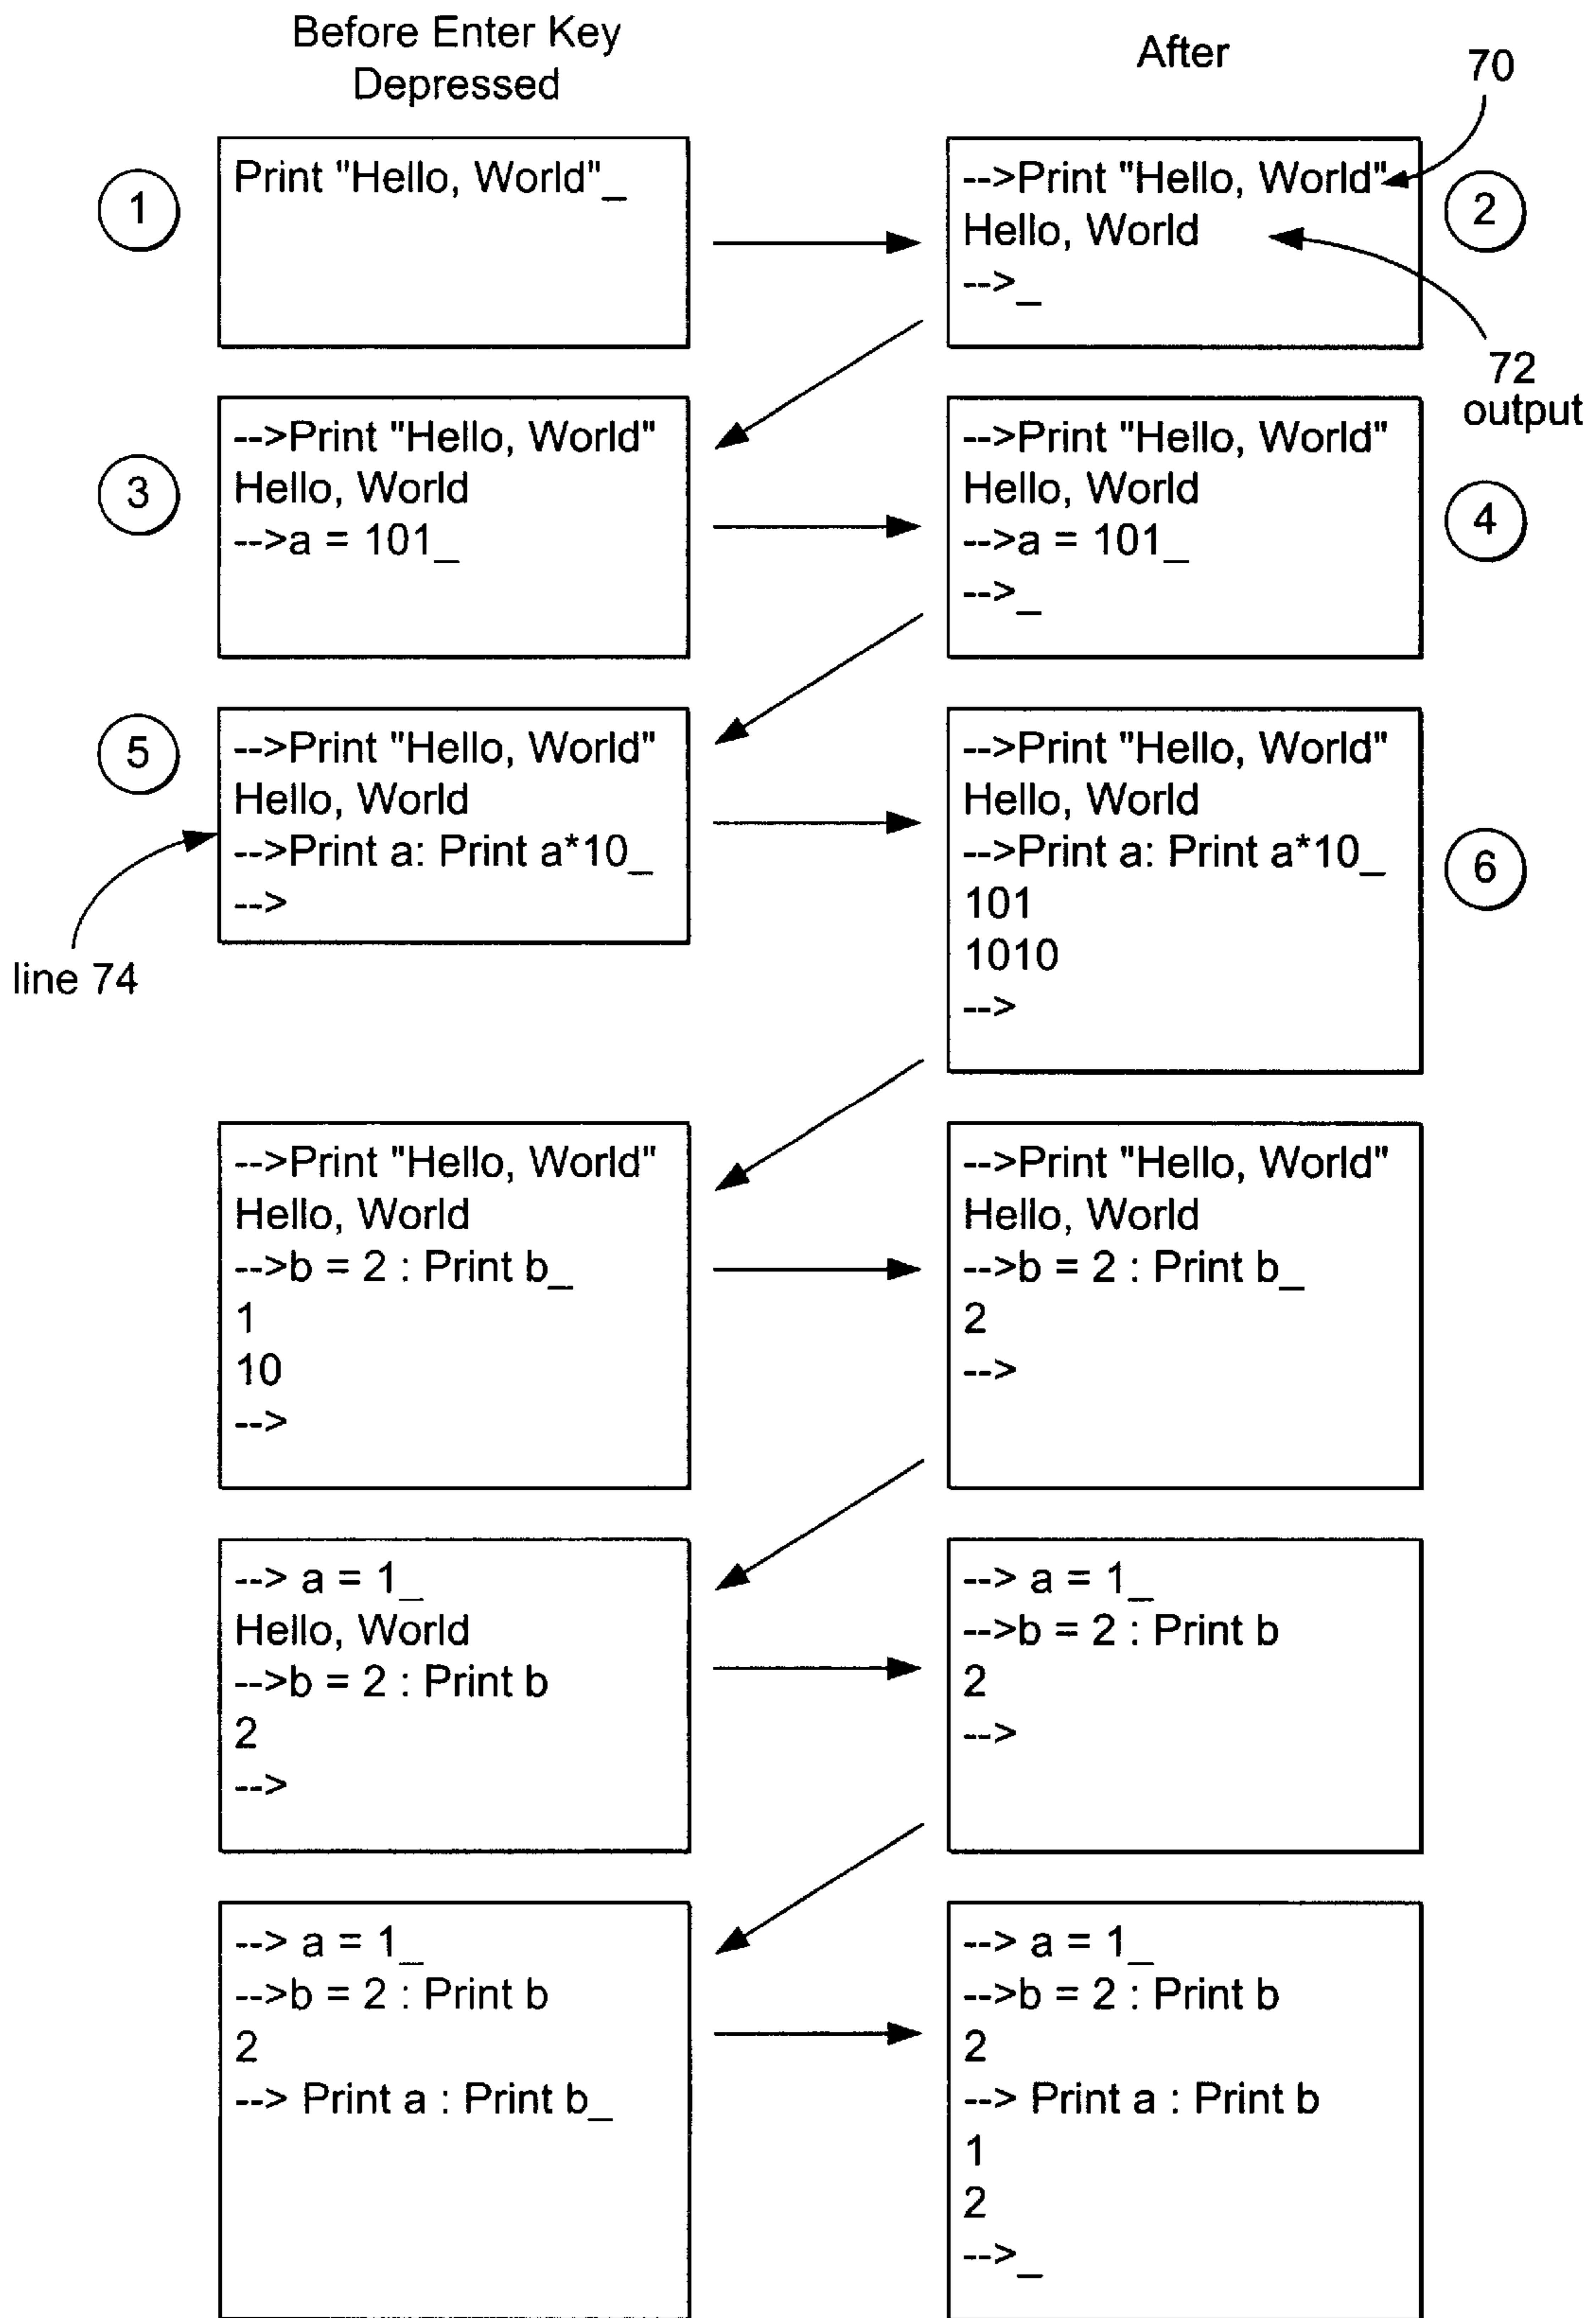 Before Enter Key
Depressed
After
70
1
Print "Hello, World"_
-->Print "Hello, World"
Hello, World
-->_
2
72
output
3
-->Print "Hello, World"
Hello, World
-->a = 101_
-->Print "Hello, World"
Hello, World
-->a = 101_
-->_
4
5
-->Print "Hello, World"
Hello, World
-->Print a: Print a*10_
-->
line 74
-->Print "Hello, World"
Hello, World
-->Print a: Print a*10_
101
1010
-->
6
-->Print "Hello, World"
Hello, World
-->b = 2 : Print b_
1
10
-->
-->Print "Hello, World"
Hello, World
-->b = 2 : Print b_
2
-->
--> a = 1_
Hello, World
-->b = 2 : Print b
2
-->
--> a = 1_
-->b = 2 : Print b
2
-->
--> a = 1_
-->b = 2 : Print b
2
--> Print a : Print b_
--> a = 1_
-->b = 2 : Print b
2
--> Print a : Print b
1
2
-->_